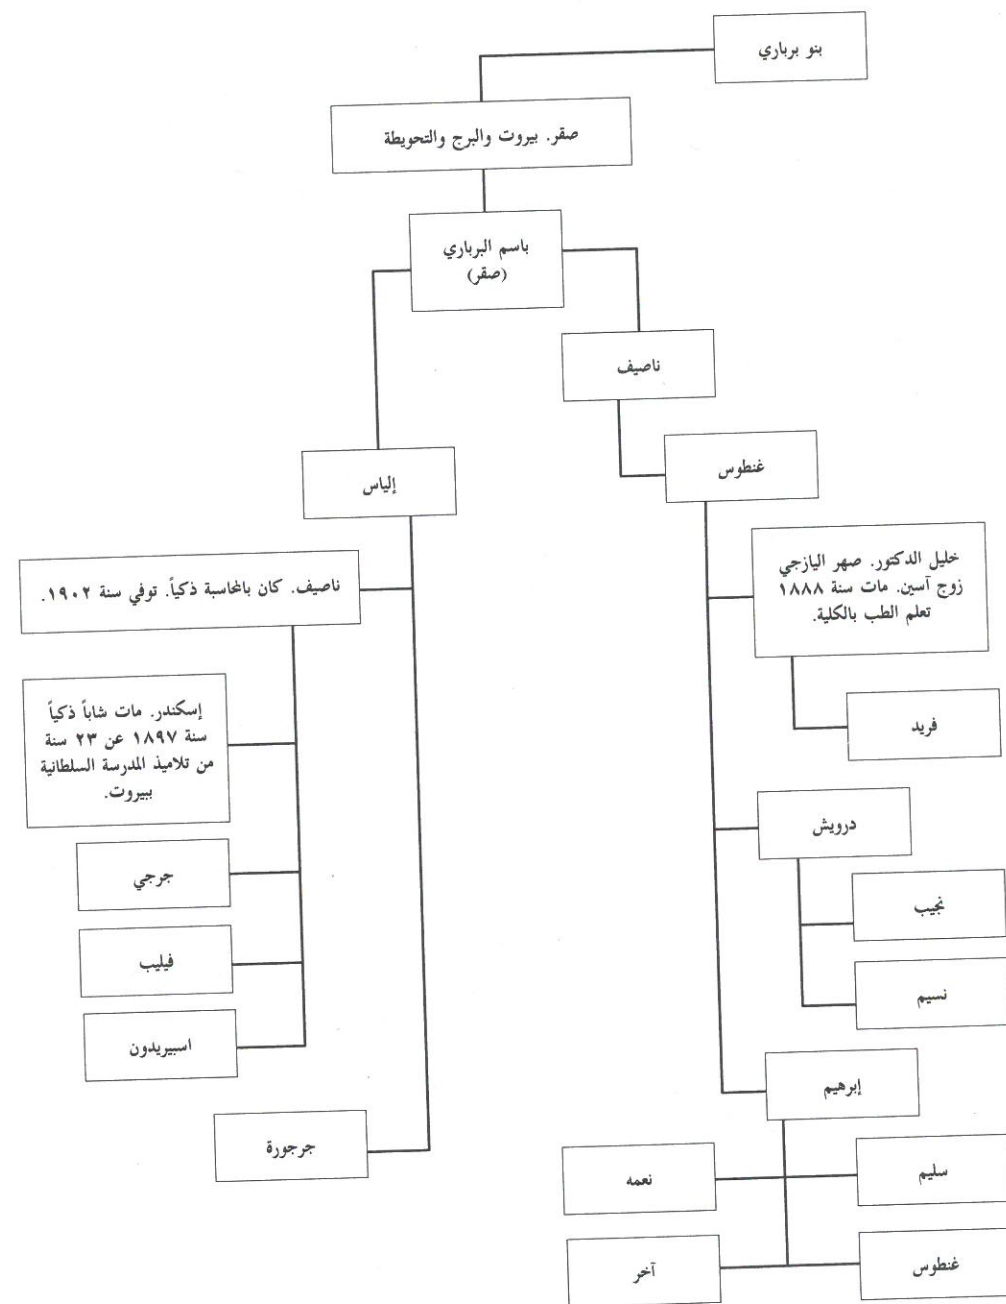 بنو برباري
صقر. بيروت والبرج والتحويطة
باسم البرباري
(صقر)
ناصيف
غنطوس
خليل الدكتور. صهر اليازجي
زوج آسين. مات سنة ١٨٨٨
تعلم الطب بالكلية.
فريد
درويش
نجيب
نسيم
إبرهيم
سليم
نعمه
غنطوس
آخر
إلياس
ناصيف. كان بالمحاسبة ذكياً. توفي سنة ١٩٠٢.
إسكندر. مات شاباً ذكياً
سنة ١٨٩٧ عن ٢٣ سنة
من تلاميذ المدرسة السلطانية
ببيروت.
جرجي
فيليب
اسبيريدون
جرجورة